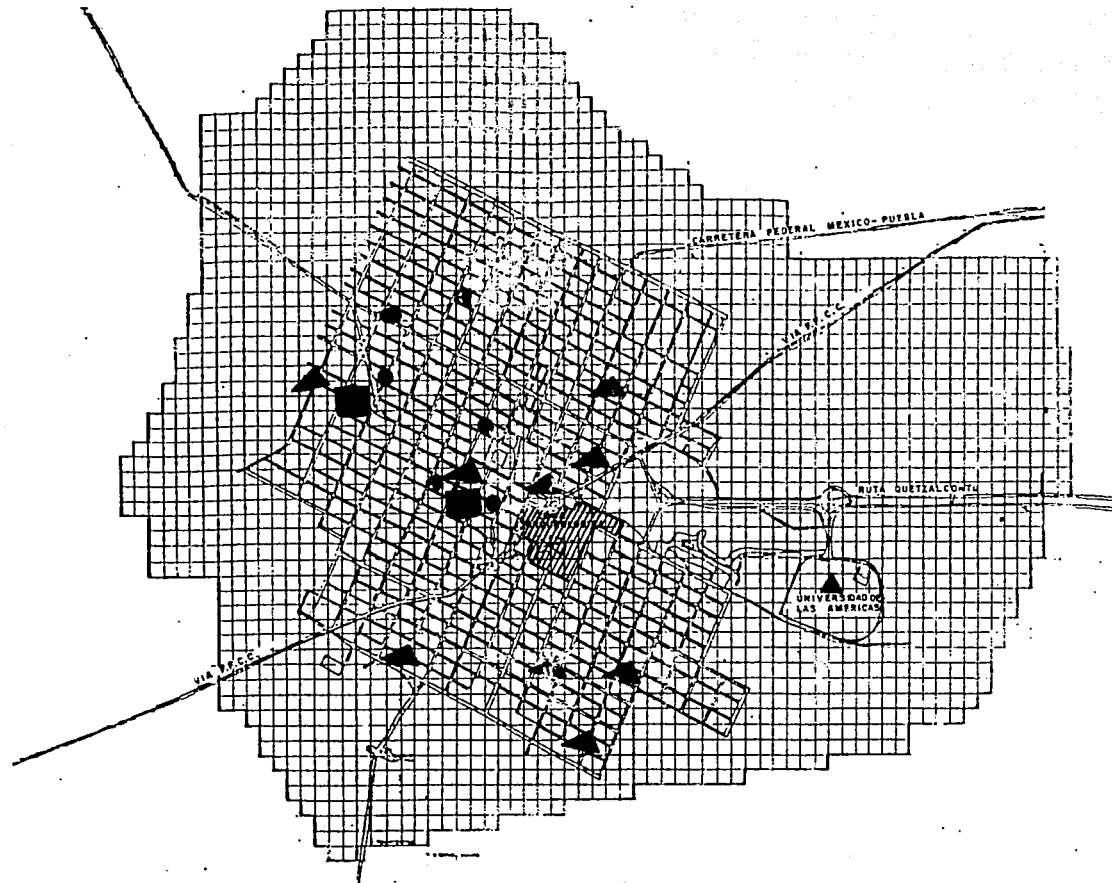 CARRETERA FEDERAL MEXICO-PUEBLA
VIA F.F.C.C.
RUTA QUETZALCOATL
UNIVERSIDAD DE
LAS AMERICAS
VIA F.F.C.C.